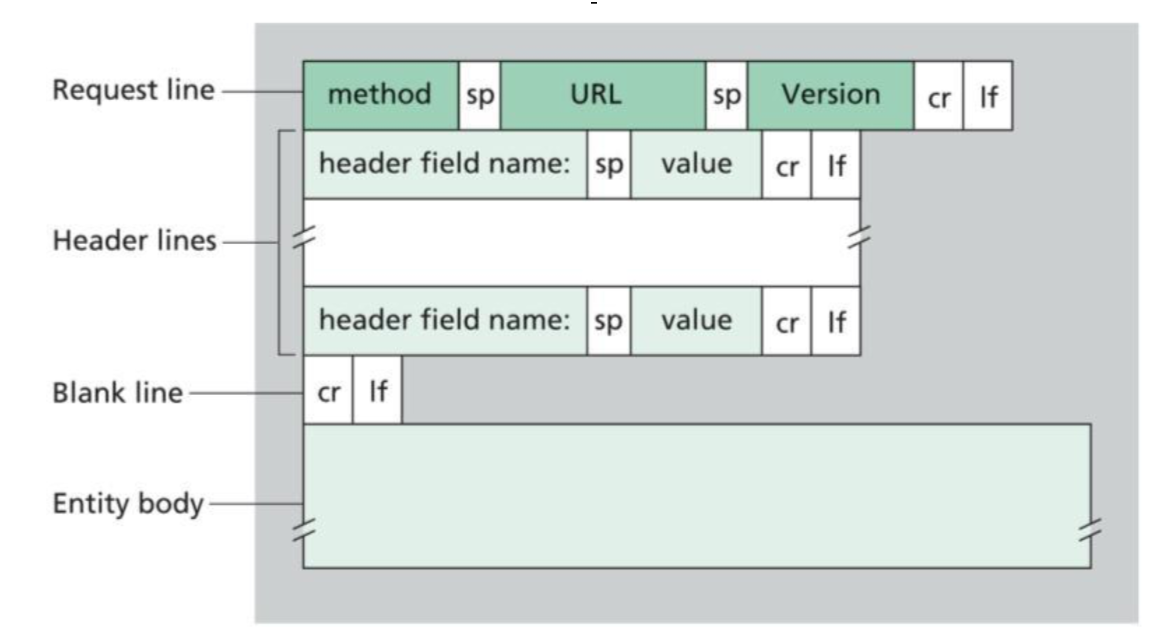 Request line
method sp URL sp Version cr lf
Header lines
header field name: sp value cr lf
header field name: sp value cr lf
Blank line
cr lf
Entity body